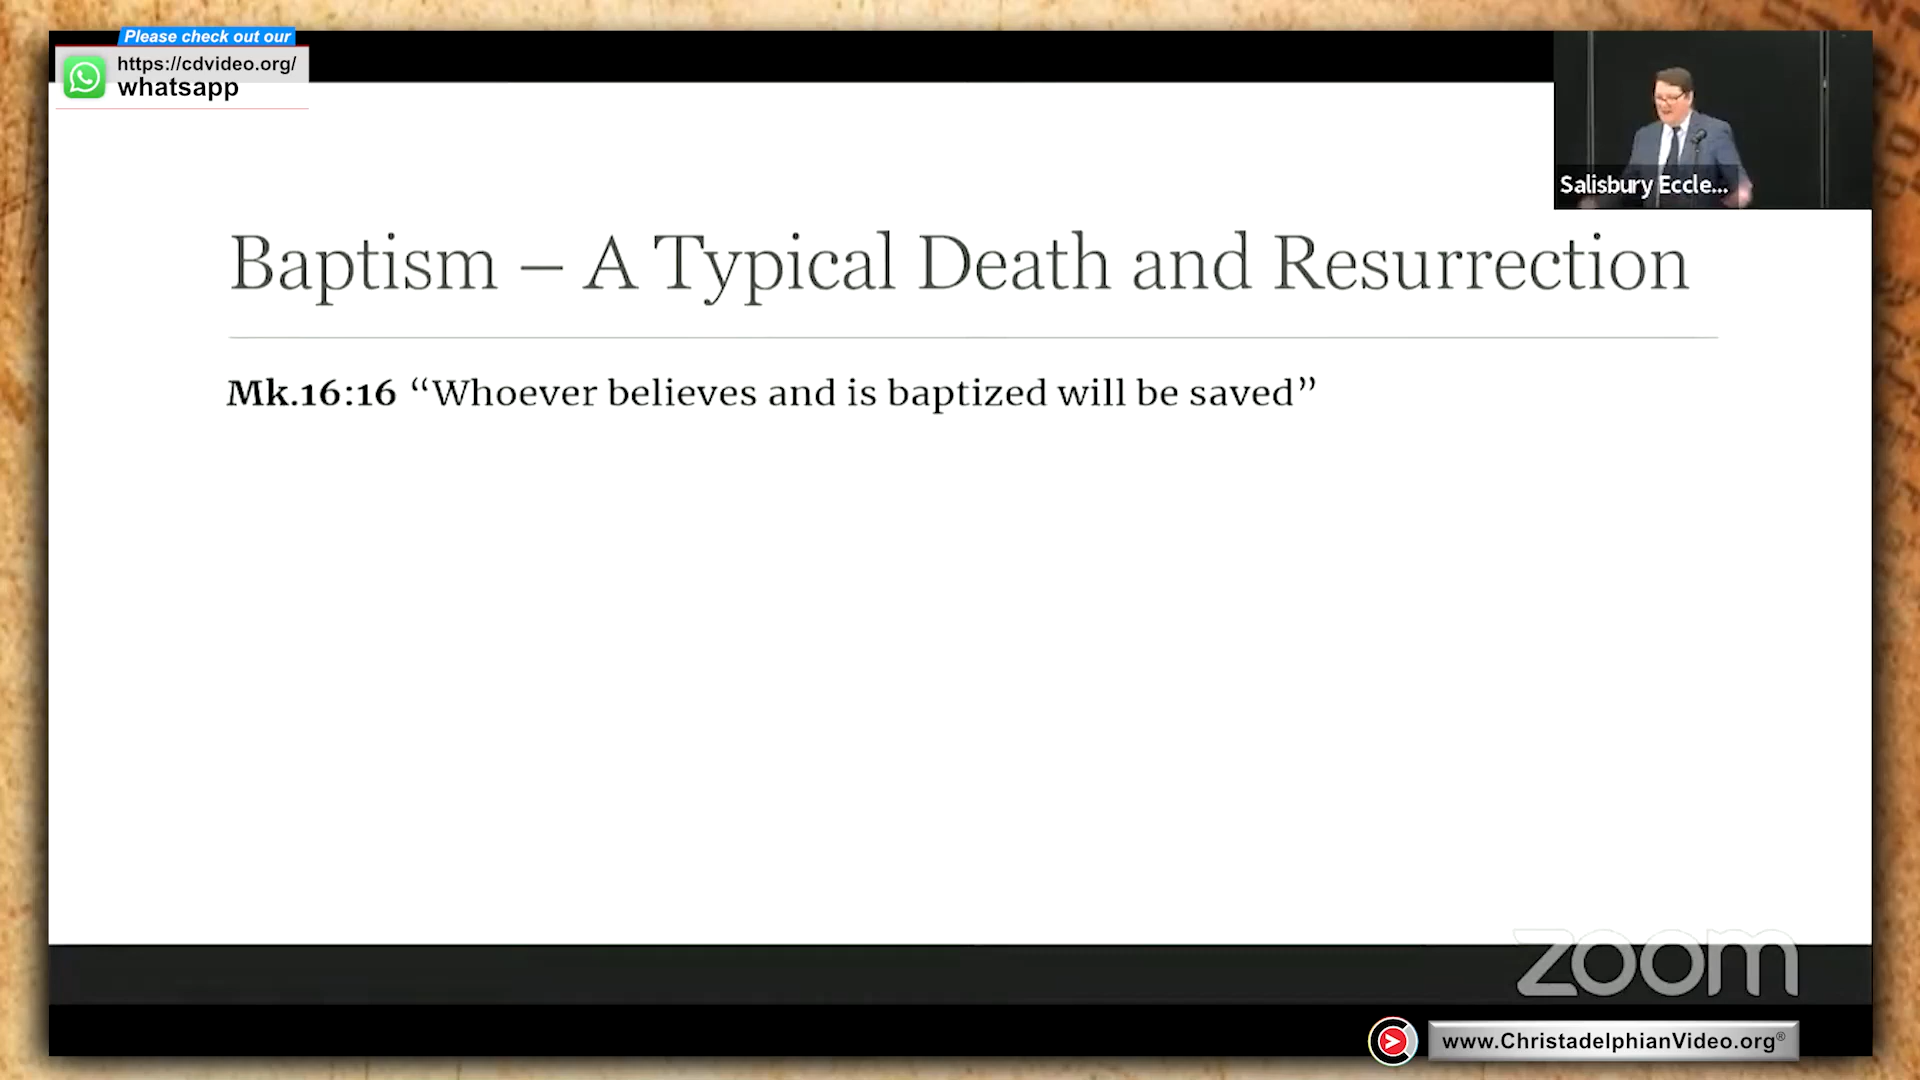 Please check out our
https://cdvideo.org/
whatsapp
Salisbury Eccle...
Baptism – A Typical Death and Resurrection
Mk.16:16 “Whoever believes and is baptized will be saved”
zoom
www.ChristadelphianVideo.org®